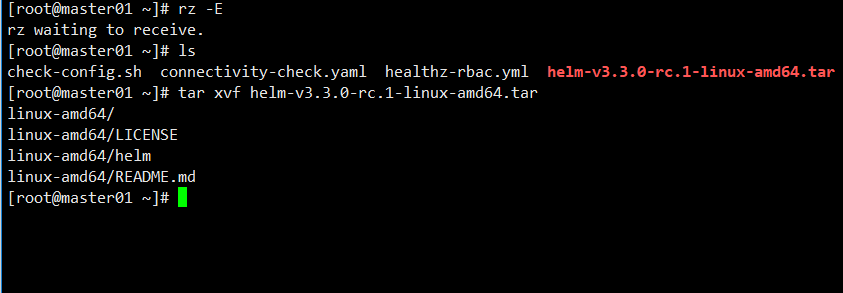 [root@master01 ~]# rz -E
rz waiting to receive.
[root@master01 ~]# ls
check-config.sh  connectivity-check.yaml  healthz-rbac.yml  helm-v3.3.0-rc.1-linux-amd64.tar
[root@master01 ~]# tar xvf helm-v3.3.0-rc.1-linux-amd64.tar
linux-amd64/
linux-amd64/LICENSE
linux-amd64/helm
linux-amd64/README.md
[root@master01 ~]#